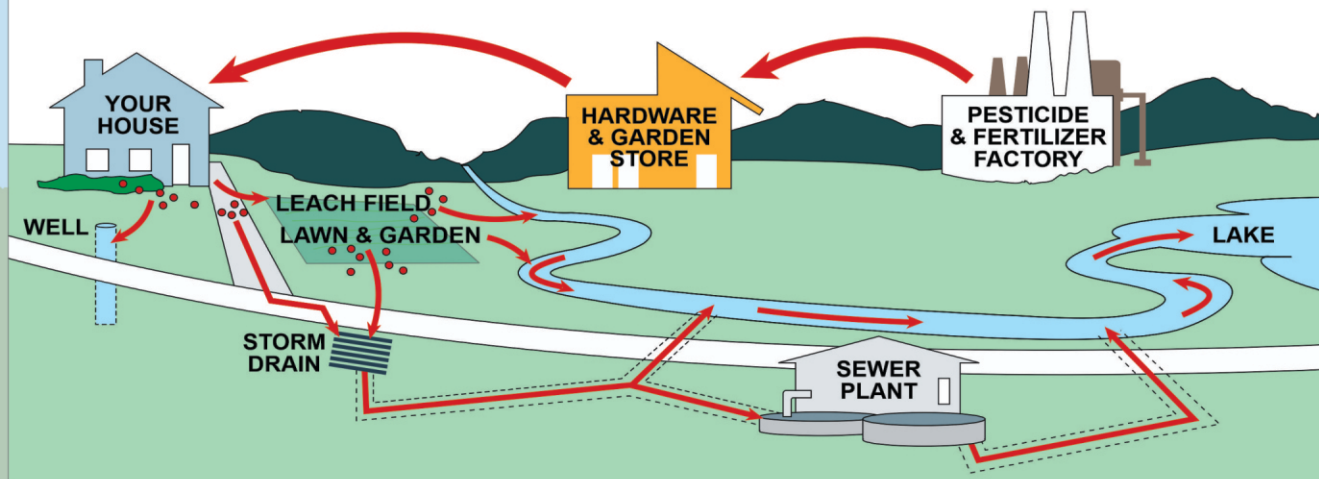 YOUR
HOUSE
HARDWARE
& GARDEN
STORE
PESTICIDE
& FERTILIZER
FACTORY
LEACH FIELD
LAWN & GARDEN
WELL
LAKE
STORM
DRAIN
SEWER
PLANT